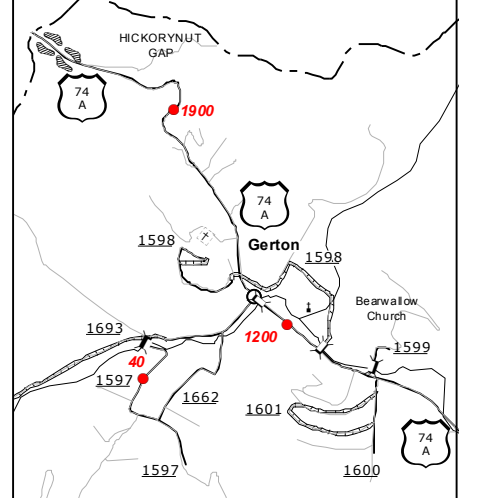 HICKORYNUT
GAP
74
A
1900
74
A
1598
Gerton
1598
Bearwallow
Church
1693
1200
1599
40
1597
1662
1601
74
A
1597
1600